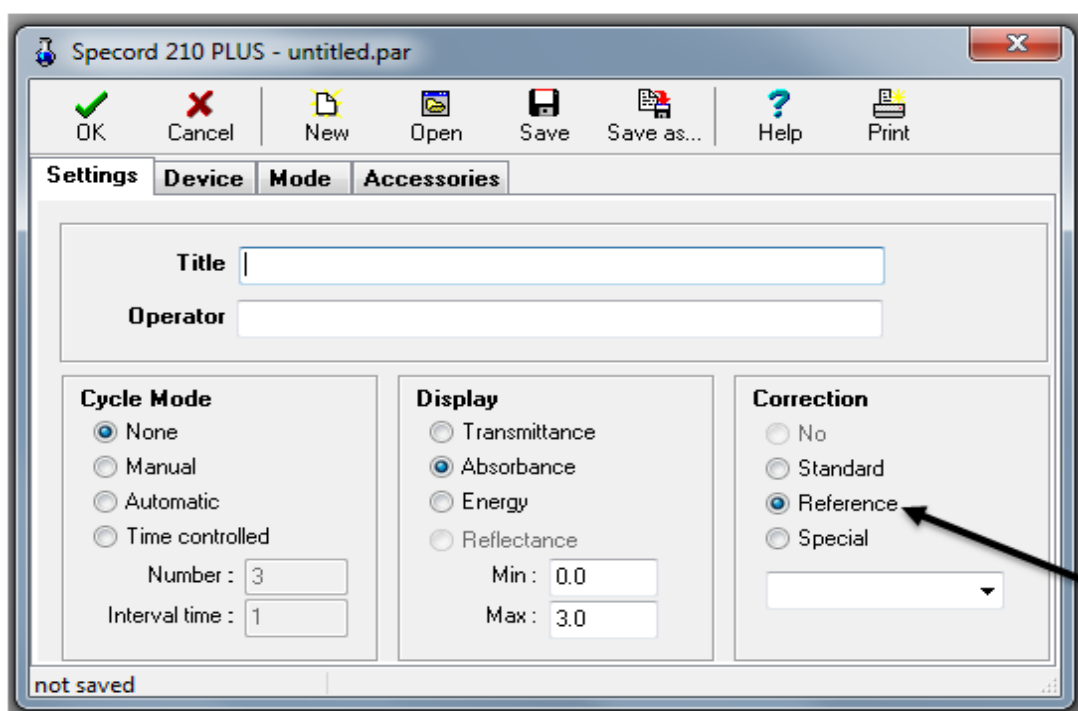 Specord 210 PLUS - untitled.par
OK Cancel New Open Save Save as... Help Print
Settings Device Mode Accessories
Title
Operator
Cycle Mode
None
Manual
Automatic
Time controlled
Number : 3
Interval time : 1
Display
Transmittance
Absorbance
Energy
Reflectance
Min : 0.0
Max : 3.0
Correction
No
Standard
Reference
Special
not saved